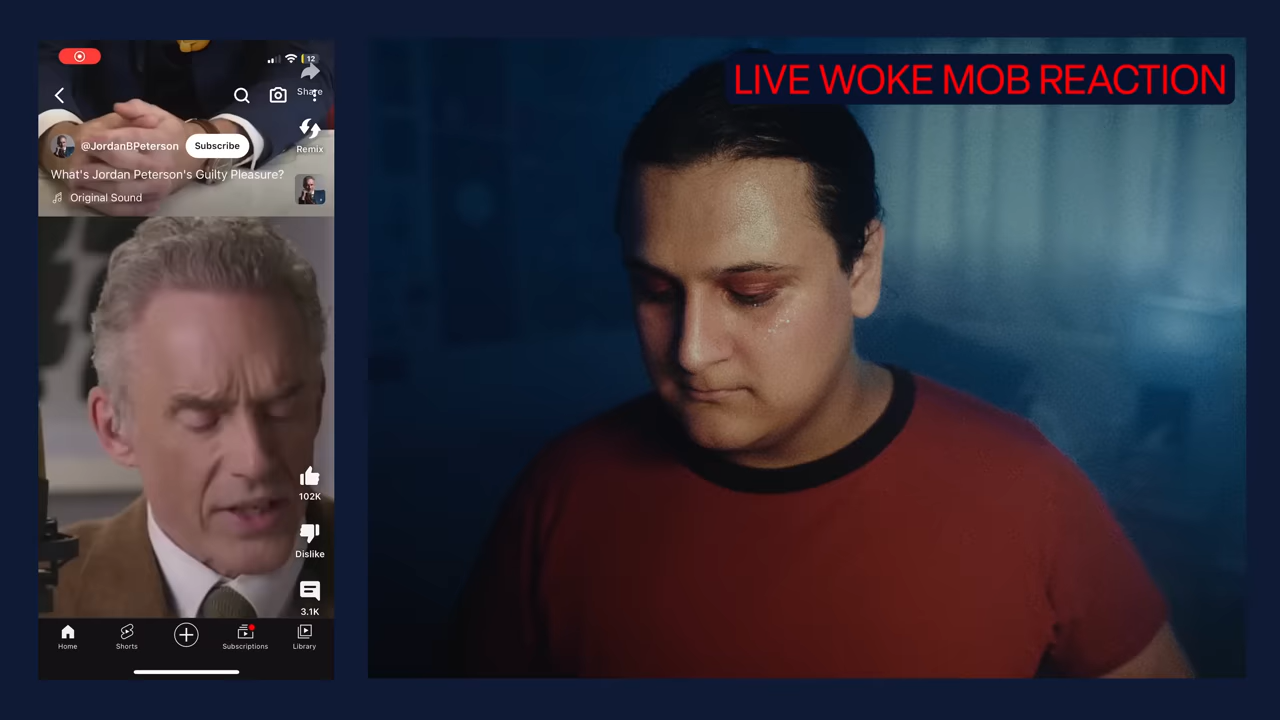 12
Share
@JordanBPeterson
Subscribe
Remix
What's Jordan Peterson's Guilty Pleasure?
Original Sound
102K
Dislike
3.1K
Home
Shorts
Subscriptions
Library
LIVE WOKE MOB REACTION